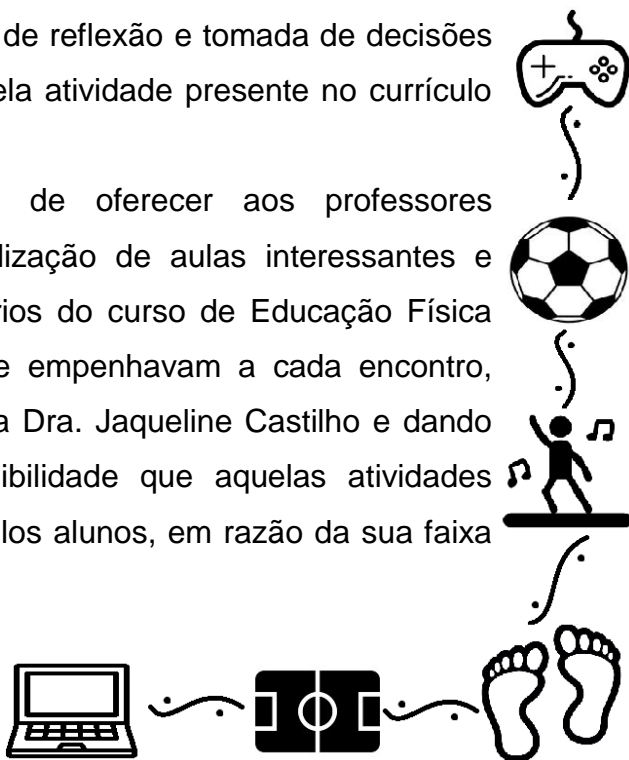 de reflexão e tomada de decisões
ela atividade presente no currículo
de oferecer aos professores
lização de aulas interessantes e
rios do curso de Educação Física
e empenhavam a cada encontro,
a Dra. Jaqueline Castilho e dando
ibilidade que aquelas atividades
los alunos, em razão da sua faixa